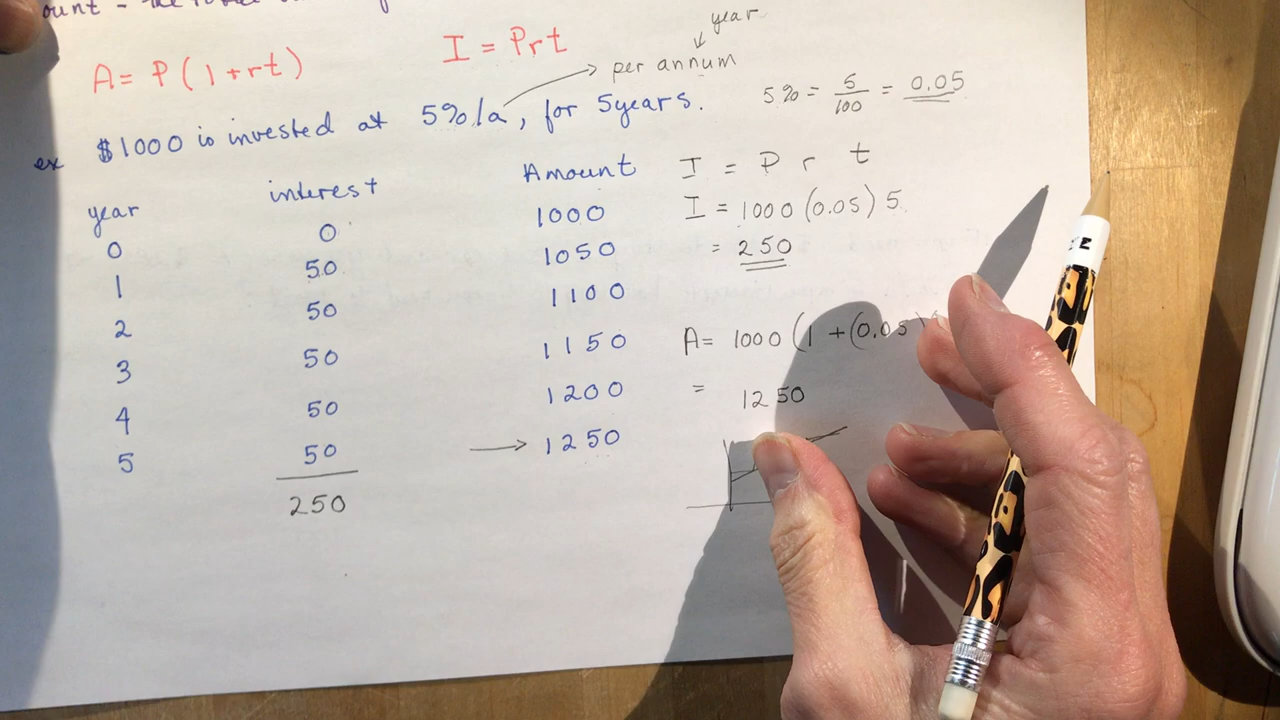 ount -
A = P (1 + rt)
I = Prt
year
per annum
ex $1000 is invested at 5%/a, for 5 years.
5% = 5/100 = 0.05
year interest Amount
0 0 1000
1 50 1050
2 50 1100
3 50 1150
4 50 1200
5 50 → 1250
250
I = P r t
I = 1000 (0.05) 5
= 250
A = 1000 (1 + (0.05)
= 1250